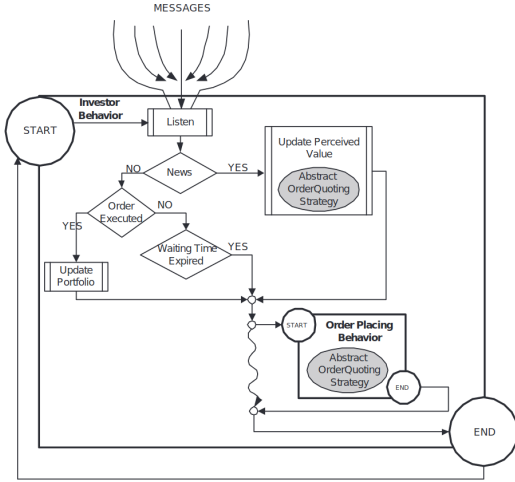 MESSAGES
Investor
Behavior
START
Listen
News
NO
YES
Update Perceived
Value
Abstract
OrderQuoting
Strategy
Order
Executed
NO
YES
Waiting Time
Expired
YES
Update
Portfolio
START
Order Placing
Behavior
Abstract
OrderQuoting
Strategy
END
END